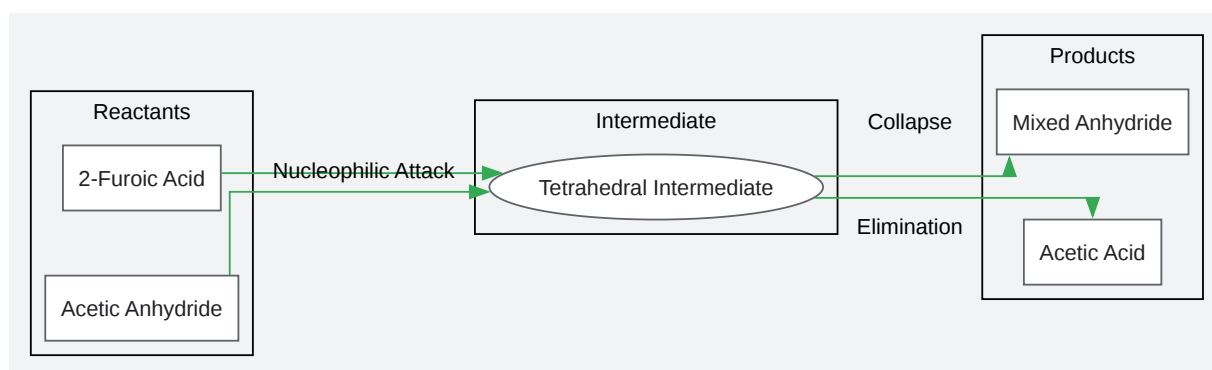 Reactants
2-Furoic Acid
Acetic Anhydride
Nucleophilic Attack
Intermediate
Tetrahedral Intermediate
Collapse
Elimination
Products
Mixed Anhydride
Acetic Acid